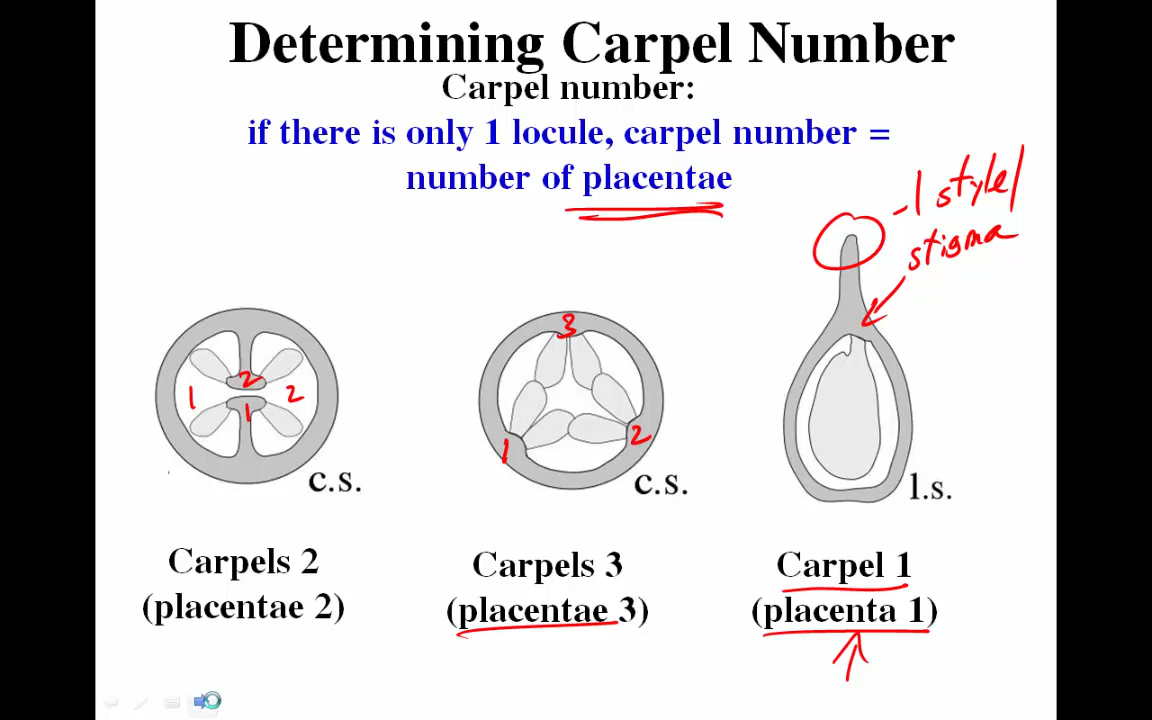 Determining Carpel Number
Carpel number:
if there is only 1 locule, carpel number =
number of placentae
-1 style/
stigma
3
2
1
2
1
1
2
c.s.
c.s.
l.s.
Carpels 2
Carpels 3
Carpel 1
(placentae 2)
(placentae 3)
(placenta 1)